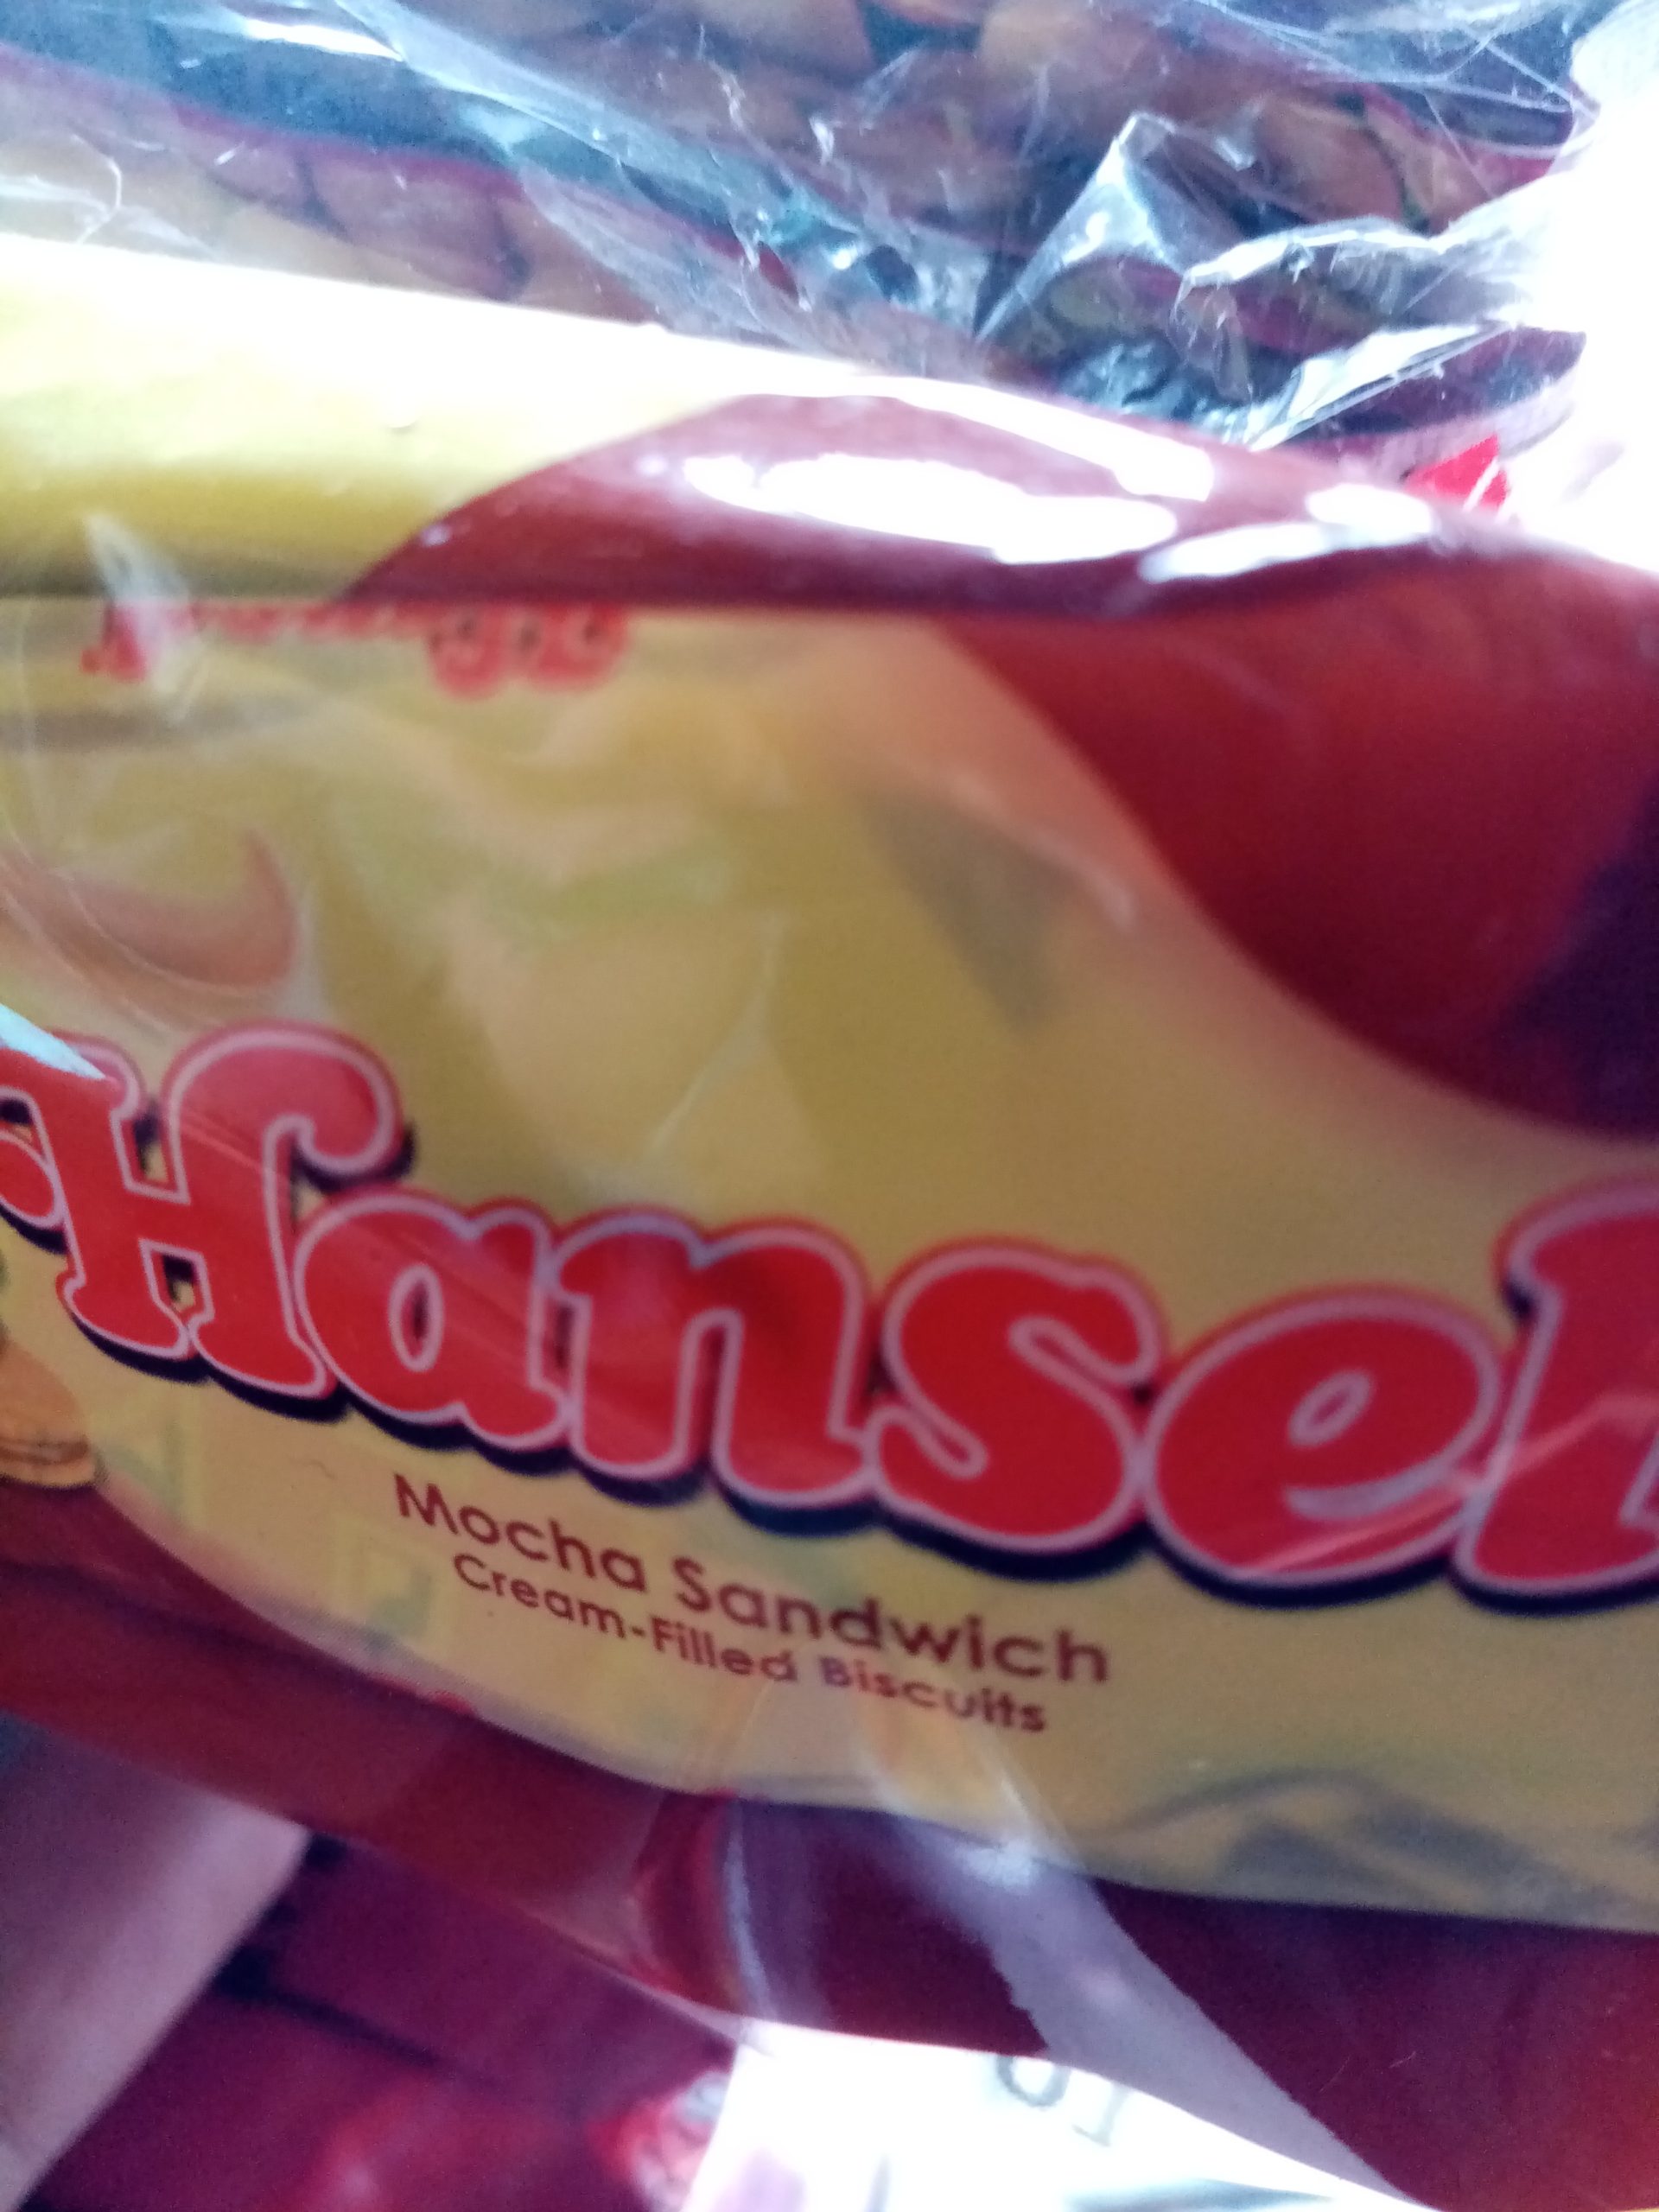 Hansel
Mocha Sandwich
Cream-Filled Biscuits